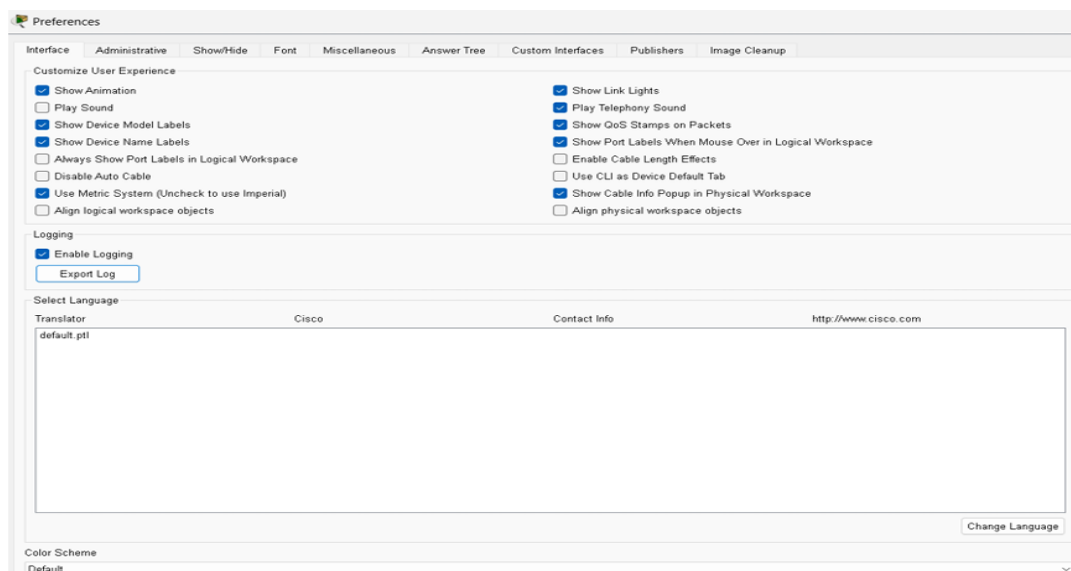 Preferences
Interface Administrative Show/Hide Font Miscellaneous Answer Tree Custom Interfaces Publishers Image Cleanup
Customize User Experience
Show Animation Show Link Lights
Play Sound Play Telephony Sound
Show Device Model Labels Show QoS Stamps on Packets
Show Device Name Labels Show Port Labels When Mouse Over in Logical Workspace
Always Show Port Labels in Logical Workspace Enable Cable Length Effects
Disable Auto Cable Use CLI as Device Default Tab
Use Metric System (Uncheck to use Imperial) Show Cable Info Popup in Physical Workspace
Align logical workspace objects Align physical workspace objects
Logging
Enable Logging
Export Log
Select Language
Translator Cisco Contact Info http://www.cisco.com
default.ptl
Change Language
Color Scheme
Default